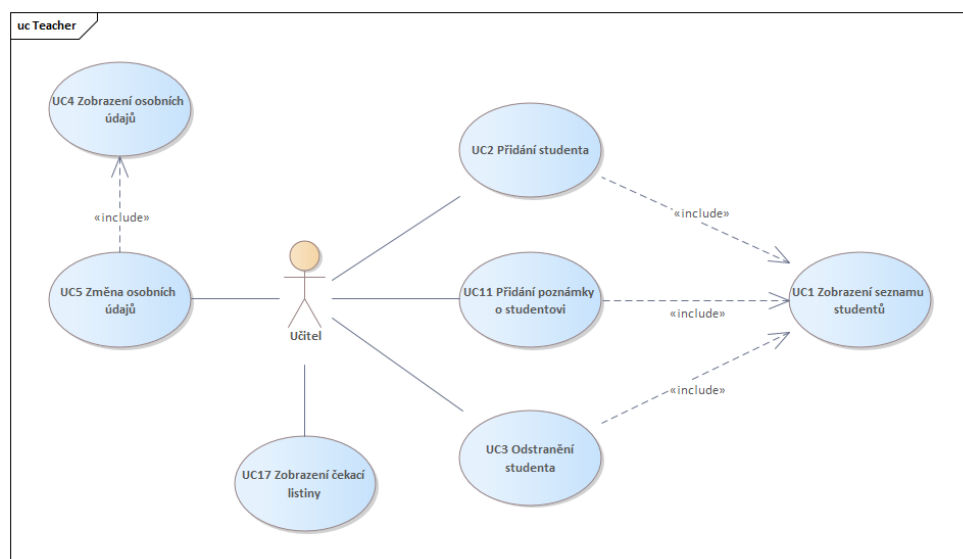 uc Teacher
UC4 Zobrazení osobních
údajů
UC2 Přidání studenta
«include»
«include»
UC5 Změna osobních
údajů
UC11 Přidání poznámky
o studentovi
UC1 Zobrazení seznamu
studentů
«include»
Učitel
«include»
UC3 Odstranění
studenta
UC17 Zobrazení čekací
listiny